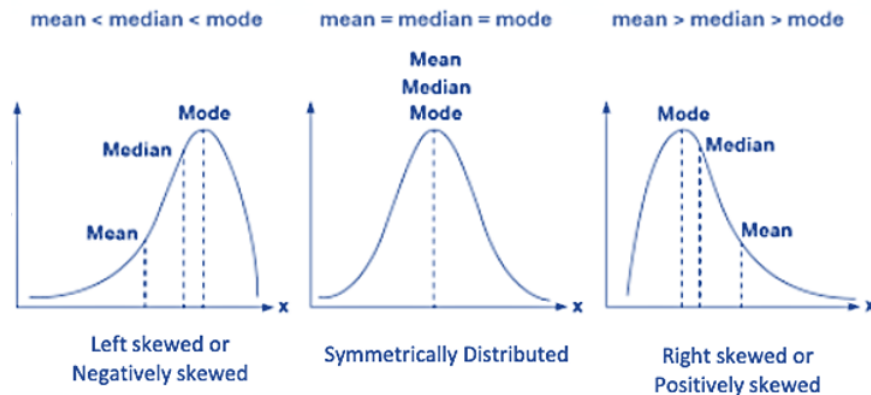 mean < median < mode
mean = median = mode
mean > median > mode
Mean
Median
Mode
Mode
Median
Mean
x
x
Mode
Median
Mean
x
Left skewed or
Negatively skewed
Symmetrically Distributed
Right skewed or
Positively skewed